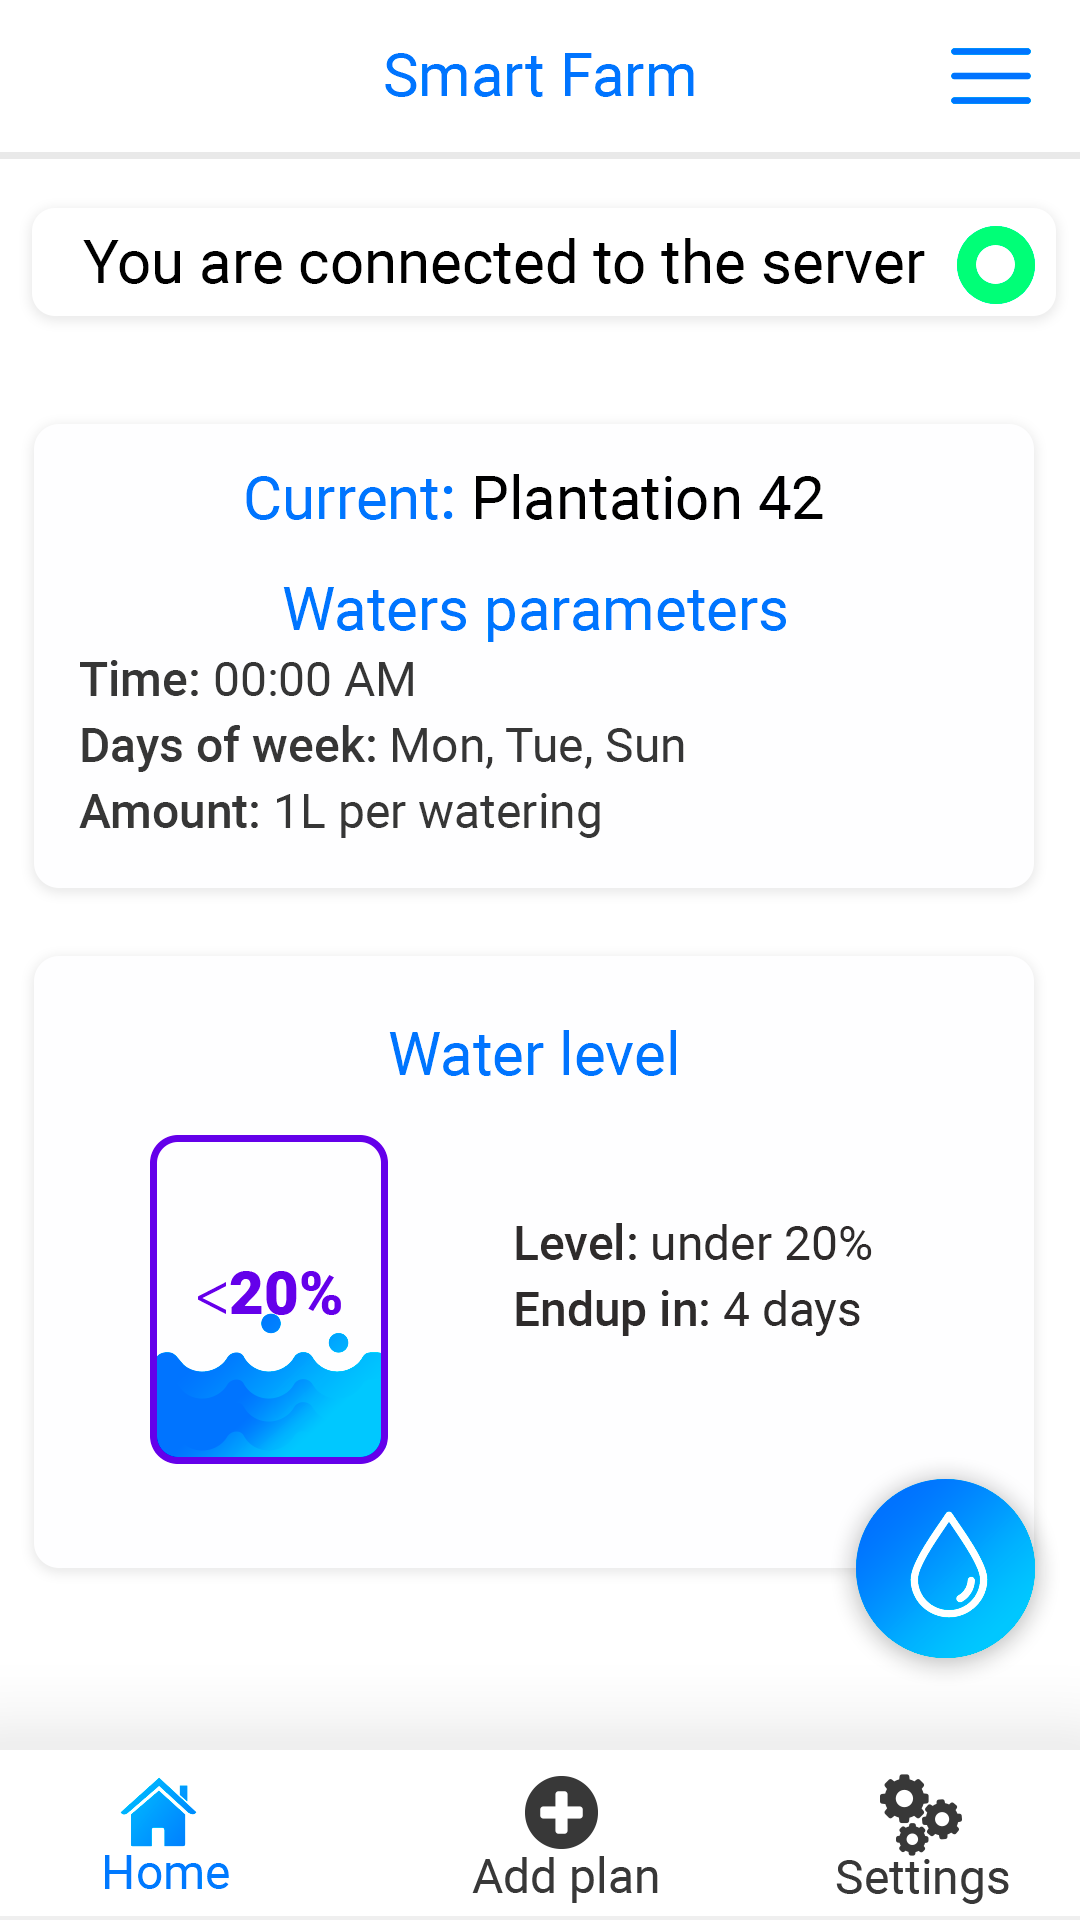 Smart Farm
You are connected to the server
Current: Plantation 42
Waters parameters
Time: 00:00 AM
Days of week: Mon, Tue, Sun
Amount: 1L per watering
Water level
<20%
Level: under 20%
Endup in: 4 days
Home
Add plan
Settings